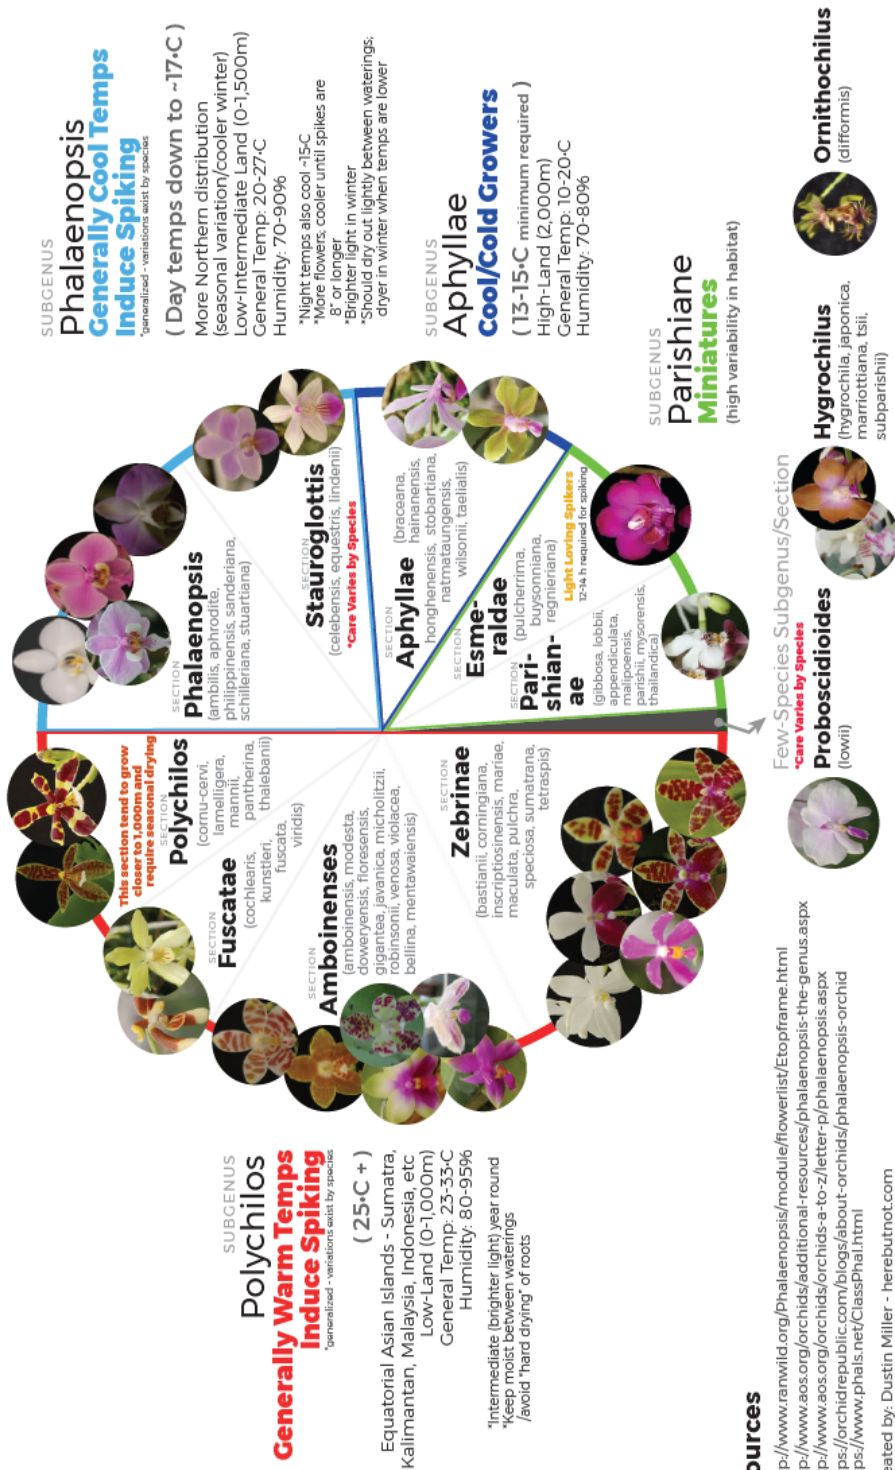 SUBGENUS
Polychilos
Generally Warm Temps
Induce Spiking
*generalized - variations exist by species
( 25•C + )
Equatorial Asian Islands - Sumatra,
Kalimantan, Malaysia, Indonesia, etc
Low-Land (0-1,000m)
General Temp: 23-33•C
Humidity: 80-95%
*Intermediate (brighter light) year round
*Keep moist between waterings
/avoid "hard drying" of roots
This section tend to grow
closer to 1,000m and
require seasonal drying
SECTION
Polychilos
(cornu-cervi,
lamelligera,
mannii,
pantherina,
thalebanii)
SECTION
Fuscatae
(cochlearis,
kunstleri,
fuscata,
viridis)
SECTION
Amboinenses
(amboinensis, modesta,
doweryensis, floresensis,
gigantea, javanica, micholitzii,
robinsonii, venosa, violacea,
bellina, mentawaiensis)
SECTION
Zebrinae
(bastianii, corningiana,
inscriptiosinensis, mariae,
maculata, pulchra,
speciosa, sumatrana,
tetraspis)
SECTION
Phalaenopsis
(ambilis, aphrodite,
philippinensis, sanderiana,
schilleriana, stuartiana)
SECTION
Stauroglottis
(celebensis, equestris, lindenii)
*Care Varies by Species
SECTION
Aphyllae (braceana,
hainanensis,
honghenensis, stobartiana,
natmataungensis,
wilsonii, taelialis)
SECTION
Esme-
raldae
(pulcherrima,
buysonniana,
regnieriana)
Light Loving Spikers
12-14 h required for spiking
SECTION
Pari-
shian-
ae
(gibbosa, lobbii,
appendiculata,
malipoensis,
parishii, mysorensis,
thailandica)
SUBGENUS
Phalaenopsis
Generally Cool Temps
Induce Spiking
*generalized - variations exist by species
( Day temps down to ~17•C )
More Northern distribution
(seasonal variation/cooler winter)
Low-Intermediate Land (0-1,500m)
General Temp: 20-27•C
Humidity: 70-90%
*Night temps also cool ~15•C
*More flowers; cooler until spikes are
8" or longer
*Brighter light in winter
*Should dry out lightly between waterings;
dryer in winter when temps are lower
SUBGENUS
Aphyllae
Cool/Cold Growers
( 13-15•C minimum required )
High-Land (2,000m)
General Temp: 10-20•C
Humidity: 70-80%
SUBGENUS
Parishiane
Miniatures
(high variability in habitat)
Few-Species Subgenus/Section
*Care Varies by Species
Proboscidioides
(lowii)
Hygrochilus
(hygrochila, japonica,
marriottiana, tsii,
subparishii)
Ornithochilus
(difformis)
ources
p://www.ranwild.org/Phalaenopsis/module/flowerlist/Etopframe.html
p://www.aos.org/orchids/additional-resources/phalaenopsis-the-genus.aspx
p://www.aos.org/orchids/orchids-a-to-z/letter-p/phalaenopsis.aspx
ps://orchidrepublic.com/blogs/about-orchids/phalaenopsis-orchid
ps://www.phals.net/ClassPhal.html
eated by: Dustin Miller - herebutnot.com